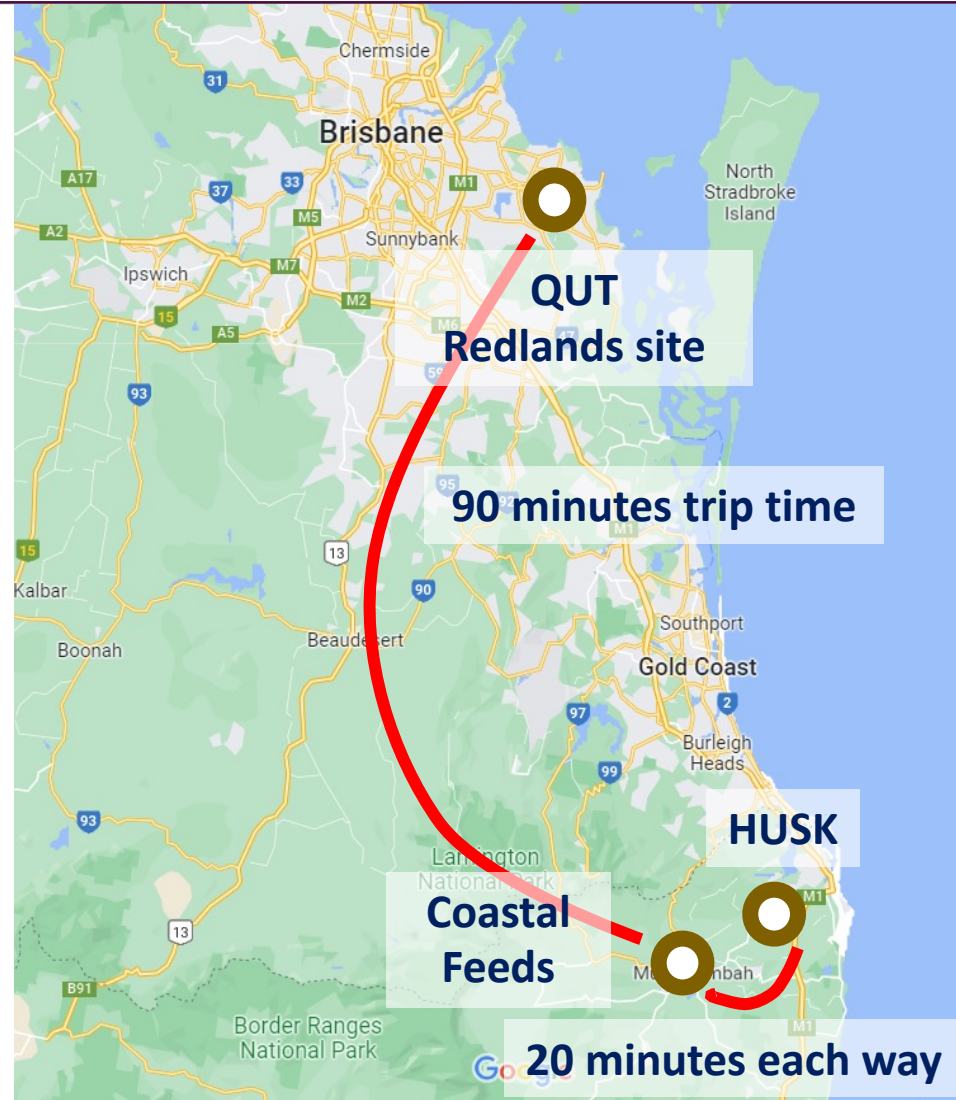 Chermside
31
Brisbane
A17
33
37
M1
North
Stradbroke
Island
M5
A2
Sunnybank
Ipswich
M7
M2
QUT
Redlands site
15
A5
M6
47
59
93
95
92
90 minutes trip time
M1
15
13
Kalbar
90
Southport
Boonah
Beaudesert
Gold Coast
2
97
Burleigh
Heads
99
93
HUSK
Lamington
National Park
M1
Coastal
Feeds
13
B91
M1
Border Ranges
National Park
20 minutes each way